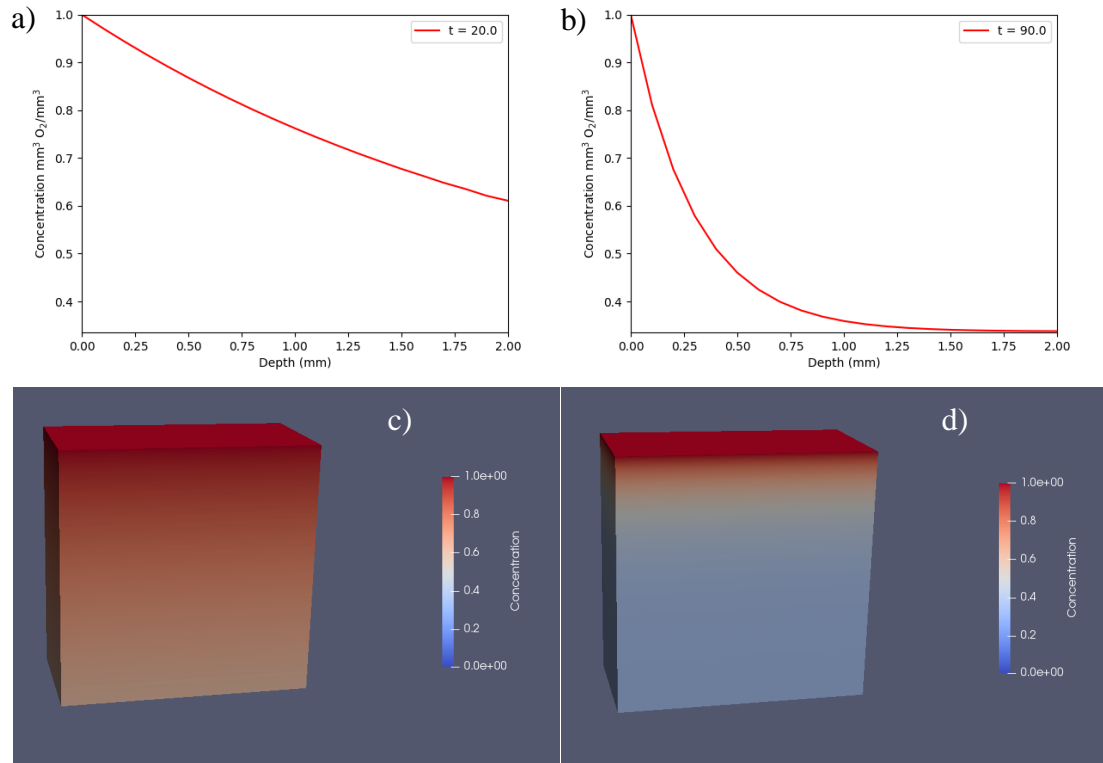 a)
t = 20.0
Concentration mm³ O₂/mm³
1.0
0.9
0.8
0.7
0.6
0.5
0.4
0.00 0.25 0.50 0.75 1.00 1.25 1.50 1.75 2.00
Depth (mm)
b)
t = 90.0
Concentration mm³ O₂/mm³
1.0
0.9
0.8
0.7
0.6
0.5
0.4
0.00 0.25 0.50 0.75 1.00 1.25 1.50 1.75 2.00
Depth (mm)
c)
1.0e+00
0.8
0.6
0.4
0.2
0.0e+00
Concentration
d)
1.0e+00
0.8
0.6
0.4
0.2
0.0e+00
Concentration